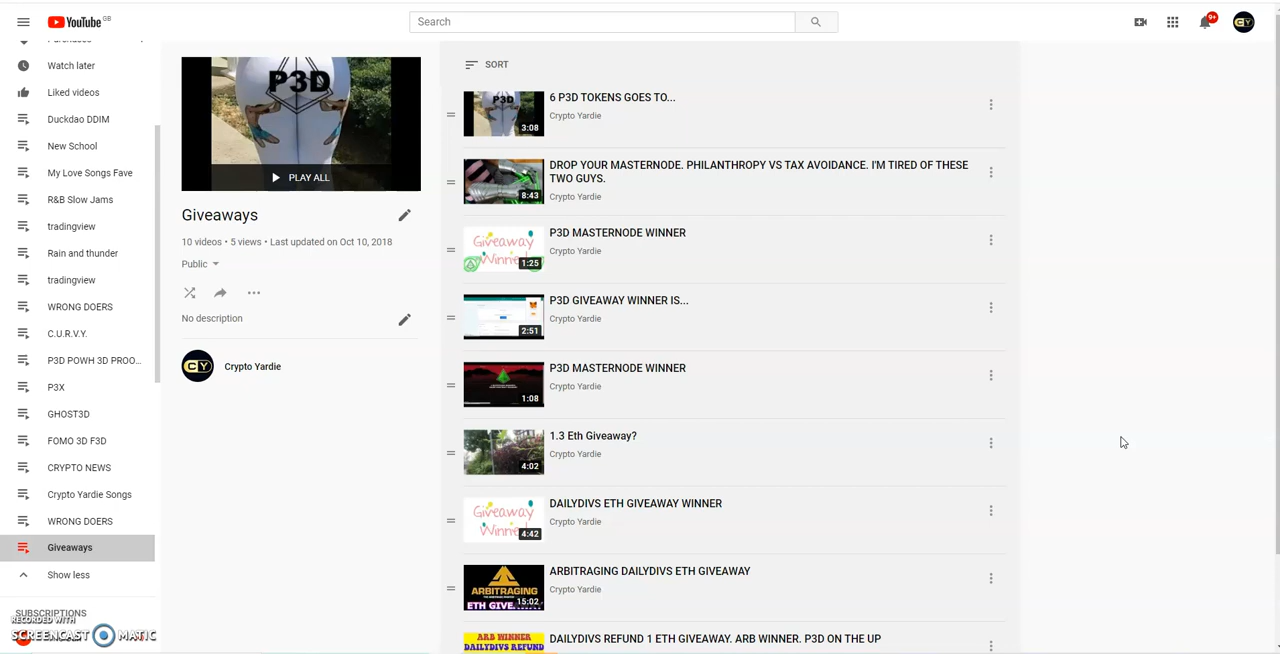 YouTube GB
Search
9+
CY
Watch later
Liked videos
Duckdao DDIM
New School
My Love Songs Fave
R&B Slow Jams
tradingview
Rain and thunder
tradingview
WRONG DOERS
C.U.R.V.Y.
P3D POWH 3D PROO...
P3X
GHOST3D
FOMO 3D F3D
CRYPTO NEWS
Crypto Yardie Songs
WRONG DOERS
Giveaways
Show less
SUBSCRIPTIONS
RECORDED WITH
SCREENCAST MATIC
P3D
PLAY ALL
Giveaways
10 videos • 5 views • Last updated on Oct 10, 2018
Public
No description
CY
Crypto Yardie
SORT
P3D
3:08
6 P3D TOKENS GOES TO...
Crypto Yardie
8:43
DROP YOUR MASTERNODE. PHILANTHROPY VS TAX AVOIDANCE. I'M TIRED OF THESE
TWO GUYS.
Crypto Yardie
Giveaway
Winne
1:25
P3D MASTERNODE WINNER
Crypto Yardie
2:51
P3D GIVEAWAY WINNER IS...
Crypto Yardie
1:08
P3D MASTERNODE WINNER
Crypto Yardie
4:02
1.3 Eth Giveaway?
Crypto Yardie
Giveaway
Winne
4:42
DAILYDIVS ETH GIVEAWAY WINNER
Crypto Yardie
ARBITRAGING
ETH GIVE
15:02
ARBITRAGING DAILYDIVS ETH GIVEAWAY
Crypto Yardie
ARB WINNER
DAILYDIVS REFUND
DAILYDIVS REFUND 1 ETH GIVEAWAY. ARB WINNER. P3D ON THE UP